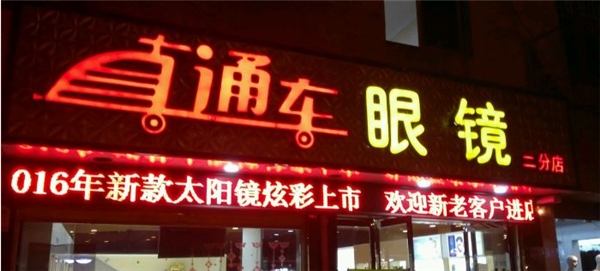 直通车 眼镜 二分店
016年新款太阳镜炫彩上市 欢迎新老客户进店